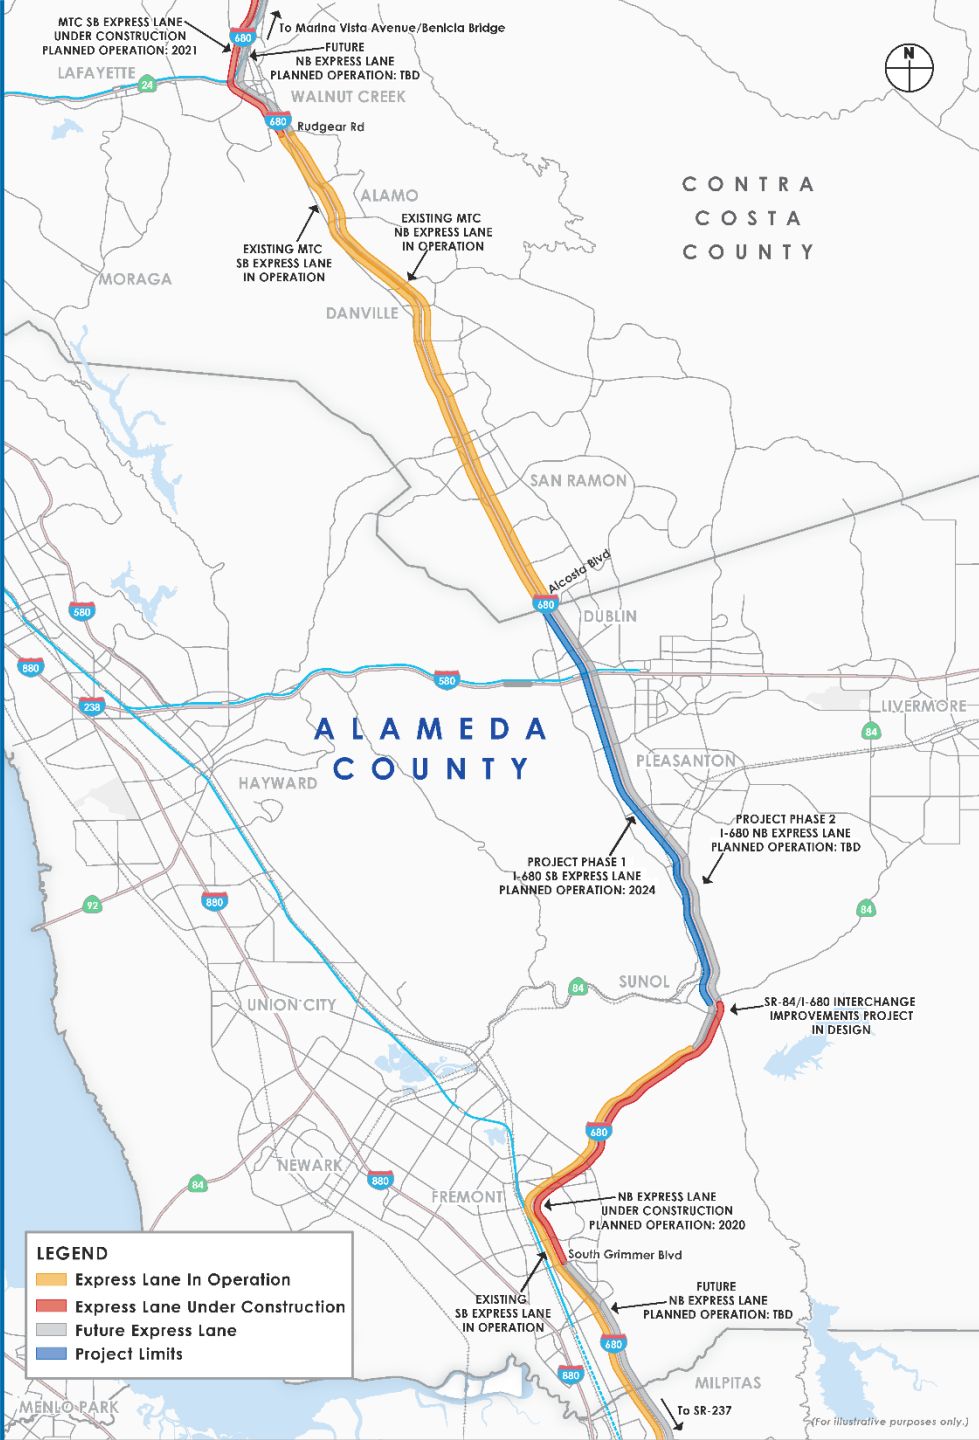 MTC SB EXPRESS LANE
UNDER CONSTRUCTION
PLANNED OPERATION: 2021
To Marina Vista Avenue/Benicia Bridge
680
FUTURE
NB EXPRESS LANE
PLANNED OPERATION: TBD
N
LAFAYETTE
24
WALNUT CREEK
680
Rudgear Rd
CONTRA
COSTA
COUNTY
ALAMO
EXISTING MTC
NB EXPRESS LANE
IN OPERATION
EXISTING MTC
SB EXPRESS LANE
IN OPERATION
MORAGA
DANVILLE
SAN RAMON
Alcosta Blvd
680
DUBLIN
580
880
580
238
LIVERMORE
84
ALAMEDA
COUNTY
PLEASANTON
HAYWARD
PROJECT PHASE 2
I-680 NB EXPRESS LANE
PLANNED OPERATION: TBD
PROJECT PHASE 1
I-680 SB EXPRESS LANE
PLANNED OPERATION: 2024
92
880
84
SUNOL
84
UNION CITY
SR-84/I-680 INTERCHANGE
IMPROVEMENTS PROJECT
IN DESIGN
680
NEWARK
880
84
FREMONT
NB EXPRESS LANE
UNDER CONSTRUCTION
PLANNED OPERATION: 2020
South Grimmer Blvd
LEGEND
Express Lane In Operation
Express Lane Under Construction
Future Express Lane
Project Limits
EXISTING
SB EXPRESS LANE
IN OPERATION
FUTURE
NB EXPRESS LANE
PLANNED OPERATION: TBD
680
880
MILPITAS
MENLO PARK
To SR-237
(For illustrative purposes only.)